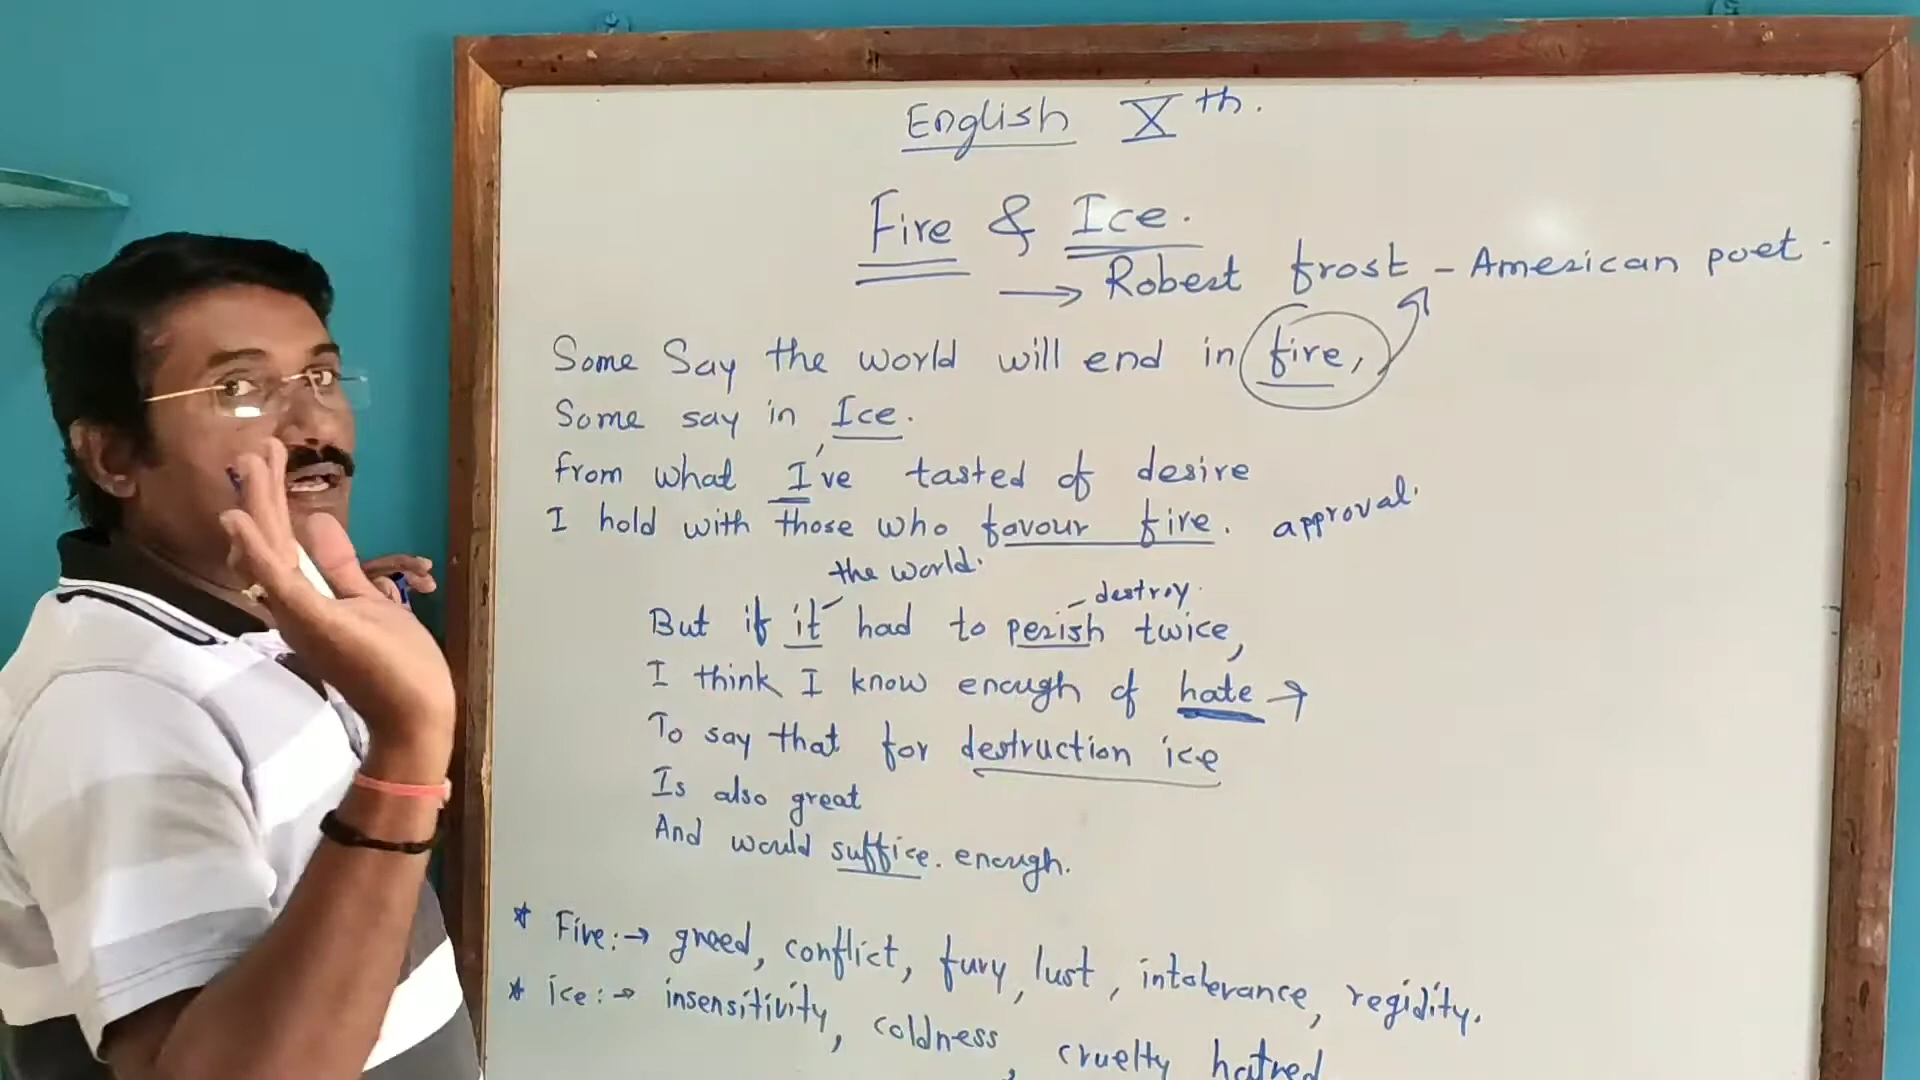 English Xth.
Fire & Ice.
→ Robert frost - American poet.
Some Say the world will end in fire,
Some say in Ice.
From what I've tasted of desire
I hold with those who favour fire. approval.
the world.
destroy.
But if it had to perish twice,
I think I know enough of hate →
To say that for destruction ice
Is also great
And would suffice. enough.
* Fire:→ greed, conflict, fury, lust, intolerance, regidity.
* ice:→ insensitivity, coldness, cruelty hatred